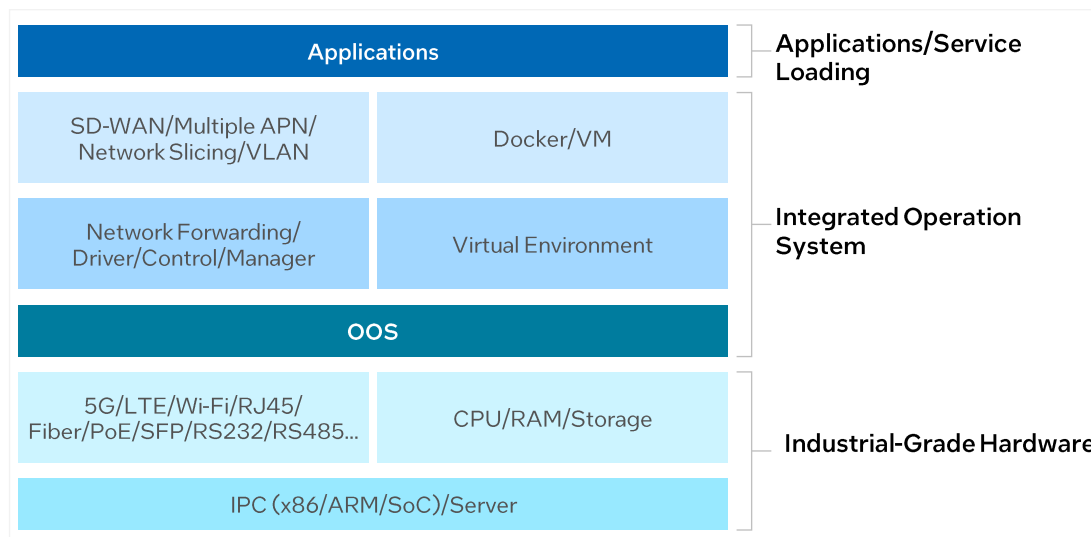 Applications
Applications/Service
Loading
SD-WAN/Multiple APN/
Network Slicing/VLAN
Docker/VM
Network Forwarding/
Driver/Control/Manager
Virtual Environment
Integrated Operation
System
OOS
5G/LTE/Wi-Fi/RJ45/
Fiber/PoE/SFP/RS232/RS485...
CPU/RAM/Storage
Industrial-Grade Hardware
IPC (x86/ARM/SoC)/Server